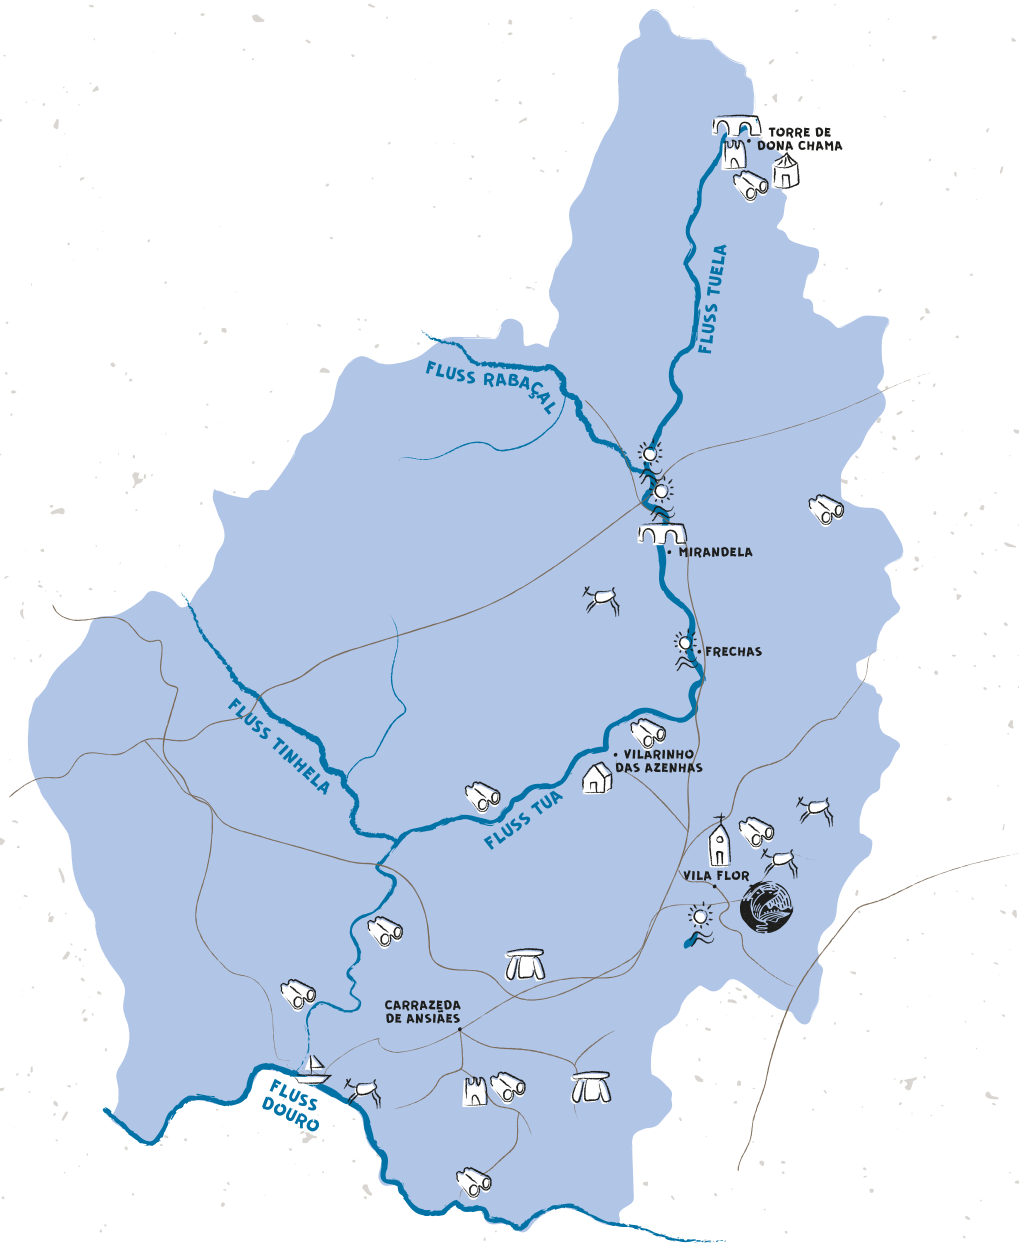 TORRE DE
DONA CHAMA
FLUSS TUELA
FLUSS RABAÇAL
MIRANDELA
FRECHAS
FLUSS TINHELA
VILARINHO
DAS AZENHAS
FLUSS TUA
VILA FLOR
CARRAZEDA
DE ANSIÃES
FLUSS
DOURO